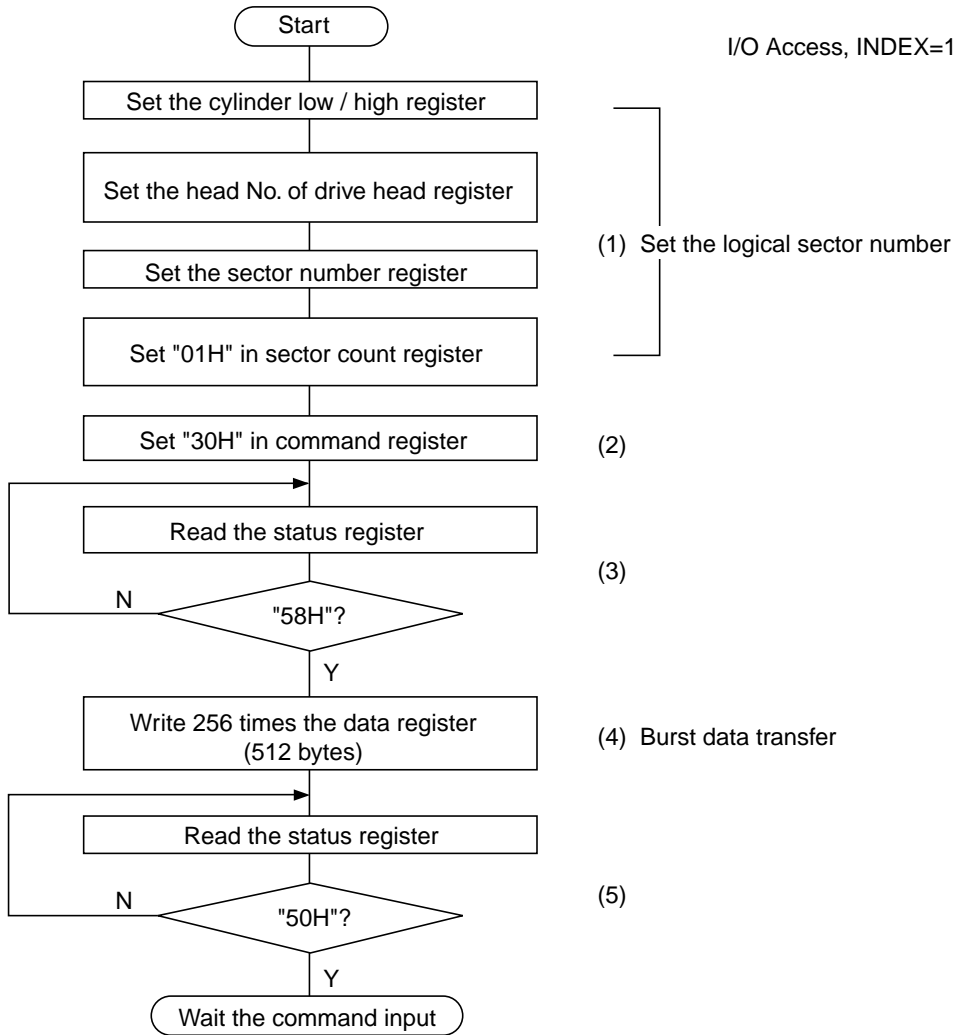 Start
I/O Access, INDEX=1
Set the cylinder low / high register
Set the head No. of drive head register
(1) Set the logical sector number
Set the sector number register
Set "01H" in sector count register
Set "30H" in command register
(2)
Read the status register
(3)
N
"58H"?
Y
Write 256 times the data register
(512 bytes)
(4) Burst data transfer
Read the status register
(5)
N
"50H"?
Y
Wait the command input